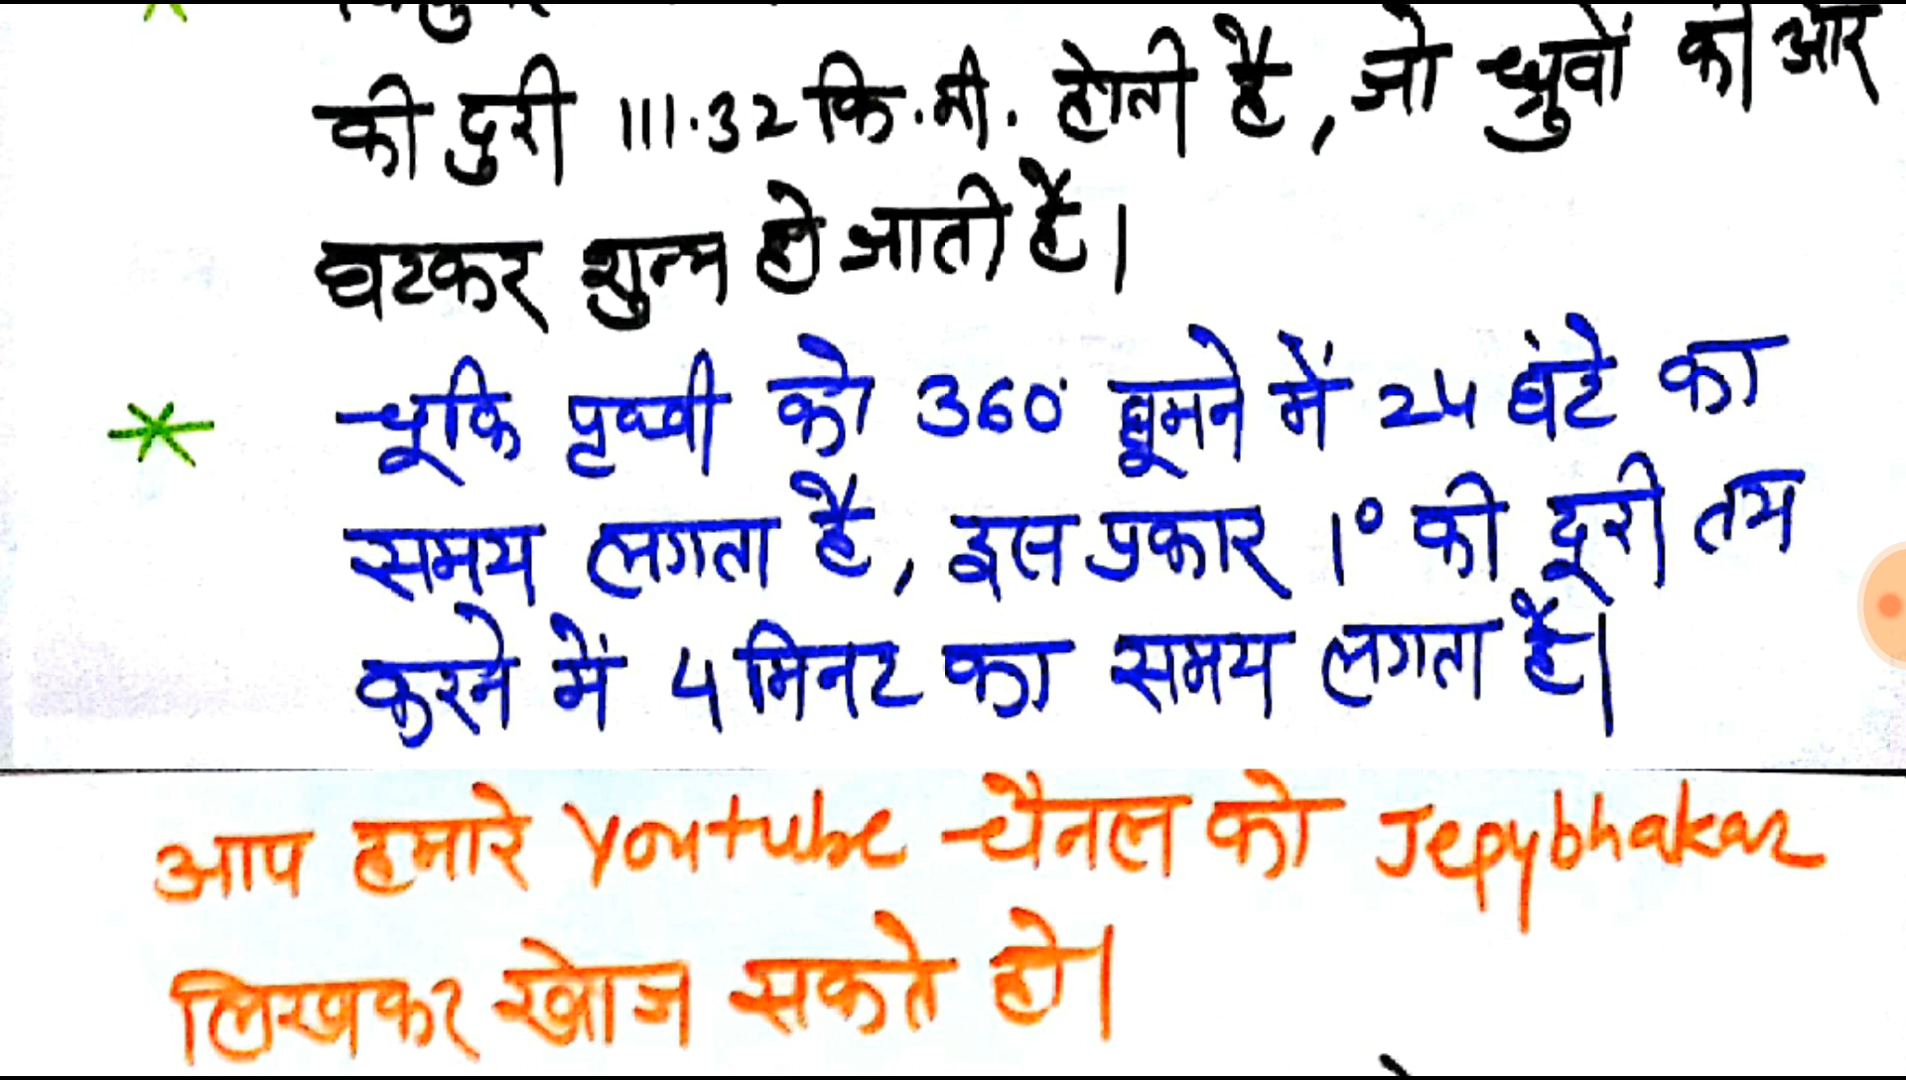 की दुरी 111.32 कि.मी. होती है, जो ध्रुवों की ओर
घटकर शुन्य हो जाती है।
* चूकि पृथ्वी को 360° घूमने में 24 घंटे का
समय लगता है, इस प्रकार 1° की दूरी तय
करने में 4 मिनट का समय लगता है।
आप हमारे Youtube चैनल को Jepybhakar
लिखकर खोज सकते हो।